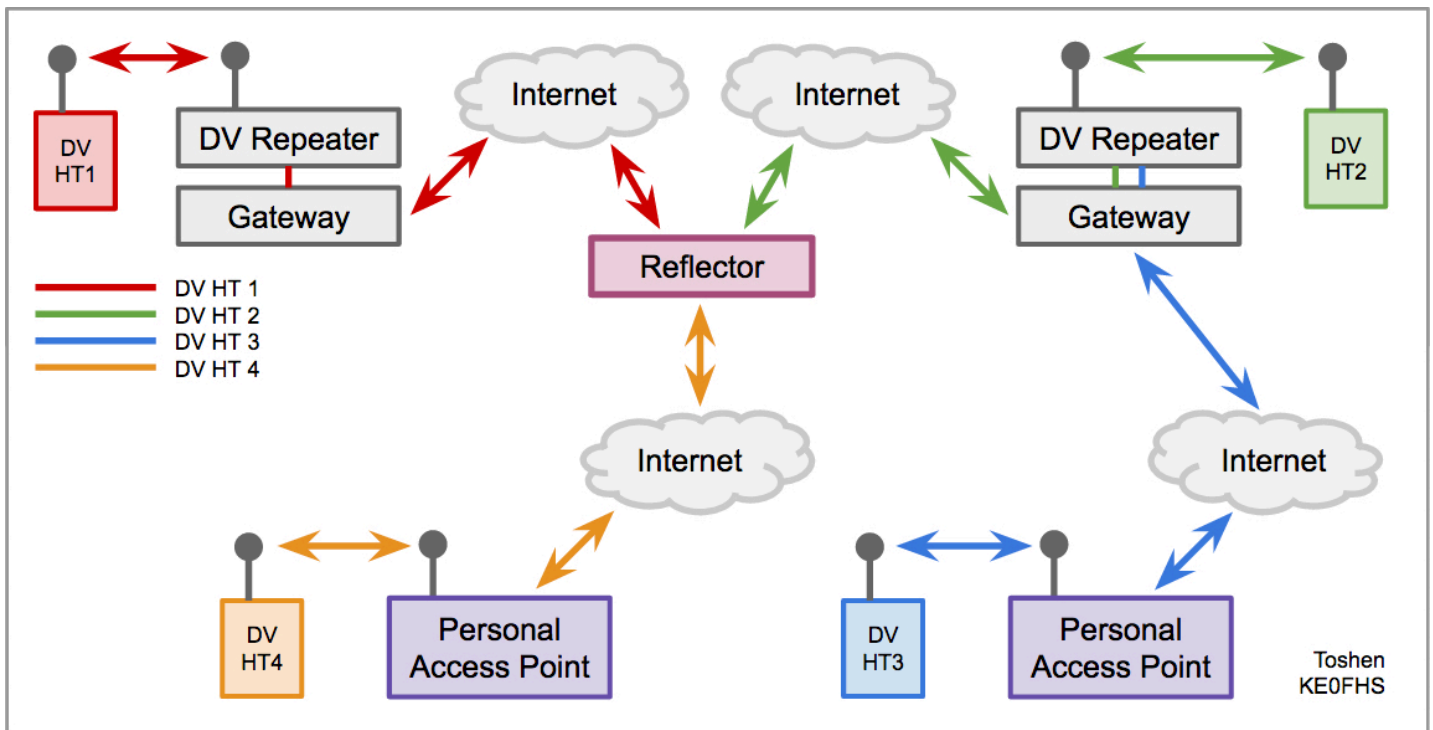 Internet
Internet
DV
HT1
DV Repeater
Gateway
DV Repeater
Gateway
DV
HT2
Reflector
DV HT 1
DV HT 2
DV HT 3
DV HT 4
Internet
Internet
DV
HT4
Personal
Access Point
DV
HT3
Personal
Access Point
Toshen
KE0FHS